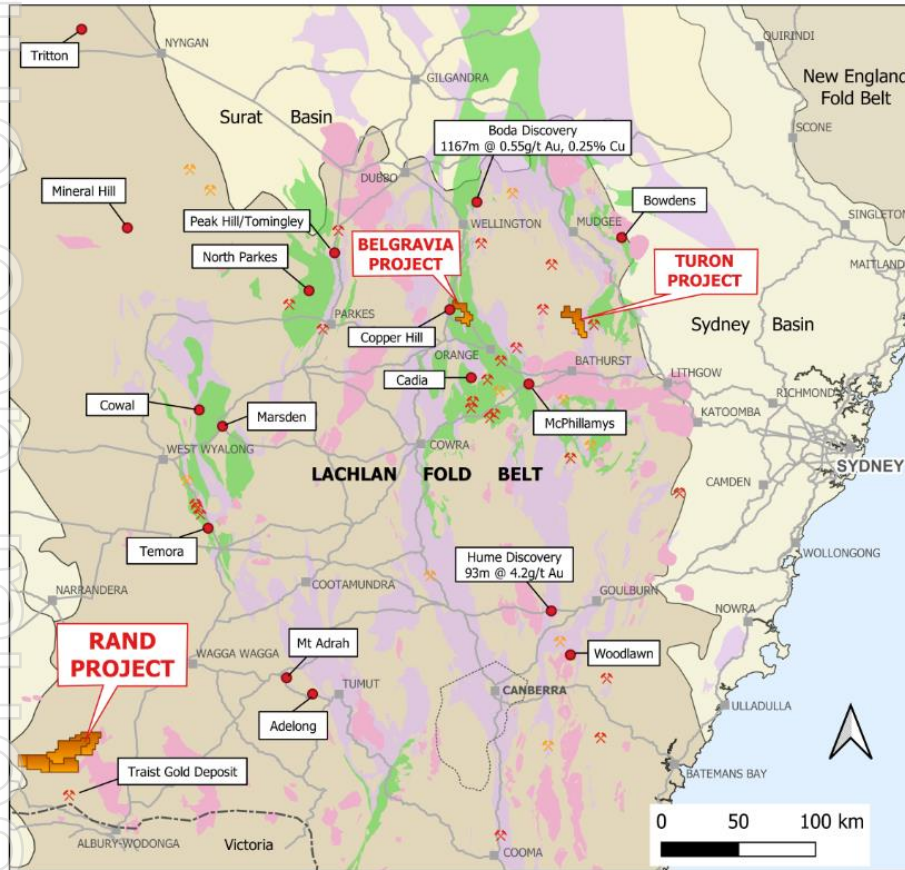 NYNGAN
QUIRINDI
Tritton
GILGANDRA
New England
Fold Belt
Surat Basin
SCONE
Boda Discovery
1167m @ 0.55g/t Au, 0.25% Cu
DUBBO
Mineral Hill
Bowdens
Peak Hill/Tomingley
WELLINGTON
MUDGEE
SINGLETON
BELGRAVIA
PROJECT
North Parkes
TURON
PROJECT
MAITLAND
PARKES
Copper Hill
Sydney Basin
ORANGE
BATHURST
Cadia
LITHGOW
RICHMOND
Cowal
Marsden
McPhillamys
KATOOMBA
WEST WYALONG
COWRA
SYDNEY
LACHLAN FOLD BELT
CAMDEN
Temora
Hume Discovery
93m @ 4.2g/t Au
WOLLONGONG
NARRANDERA
COOTAMUNDRA
GOULBURN
NOWRA
RAND
PROJECT
WAGGA WAGGA
Mt Adrah
Woodlawn
TUMUT
CANBERRA
Adelong
ULLADULLA
Traist Gold Deposit
BATEMANS BAY
ALBURY-WODONGA
Victoria
COOMA
0 50 100 km